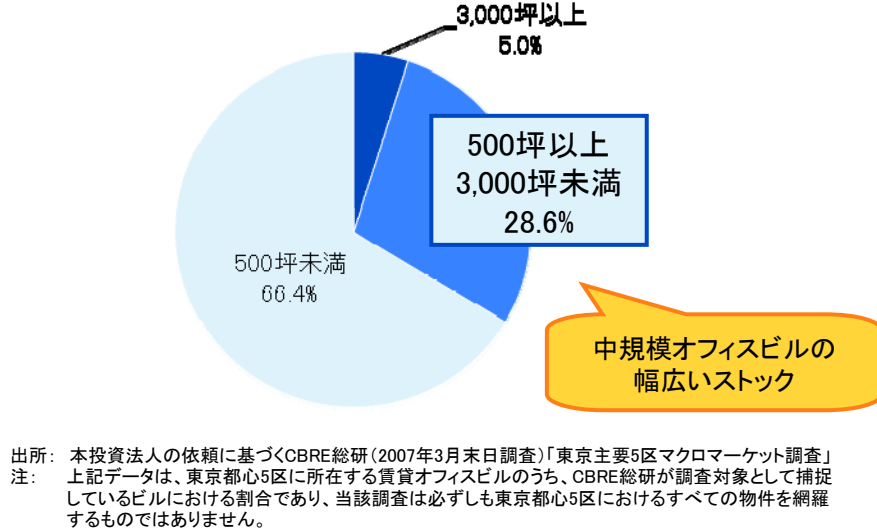 3,000坪以上
5.0%
500坪以上
3,000坪未満
28.6%
500坪未満
66.4%
中規模オフィスビルの
幅広いストック
出所： 本投資法人の依頼に基づくCBRE総研（2007年3月末日調査）「東京主要5区マクロマーケット調査」
注： 上記データは、東京都心5区に所在する賃貸オフィスビルのうち、CBRE総研が調査対象として捕捉
しているビルにおける割合であり、当該調査は必ずしも東京都心5区におけるすべての物件を網羅
するものではありません。